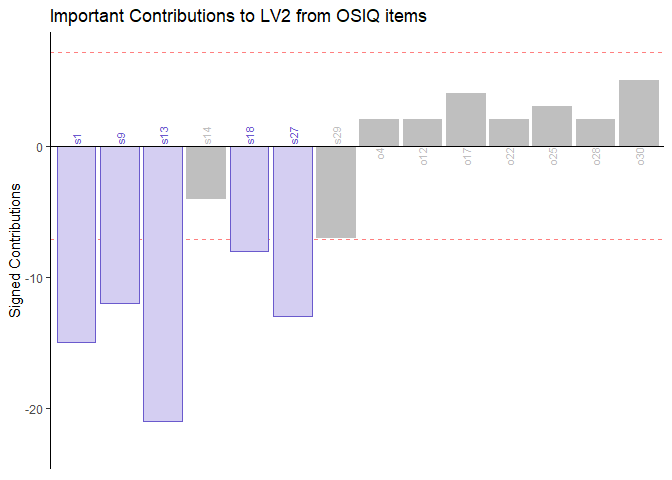 Important Contributions to LV2 from OSIQ items
Signed Contributions
0
-10
-20
s1
s9
s13
s14
s18
s27
s29
o4
o12
o17
o22
o25
o28
o30